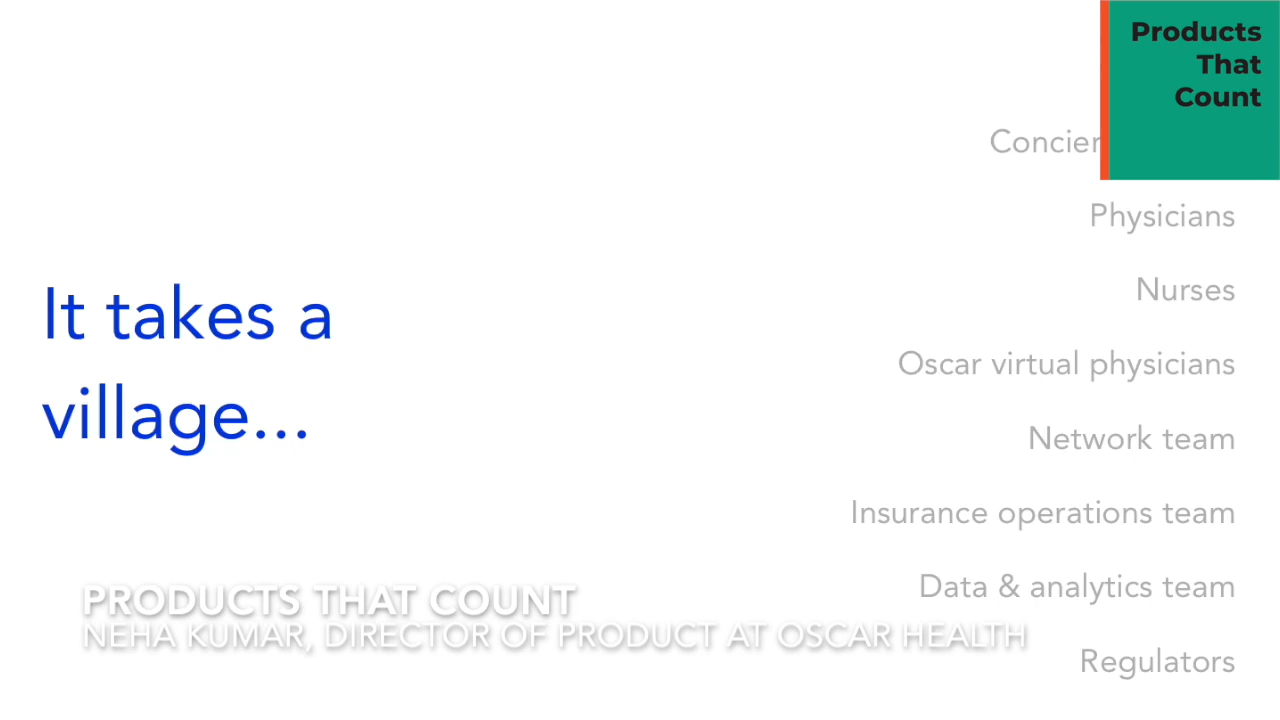 Products
That
Count
Physicians
Nurses
It takes a
village...
Oscar virtual physicians
Network team
Insurance operations team
Data & analytics team
Regulators
PRODUCTS THAT COUNT
NEHA KUMAR, DIRECTOR OF PRODUCT AT OSCAR HEALTH